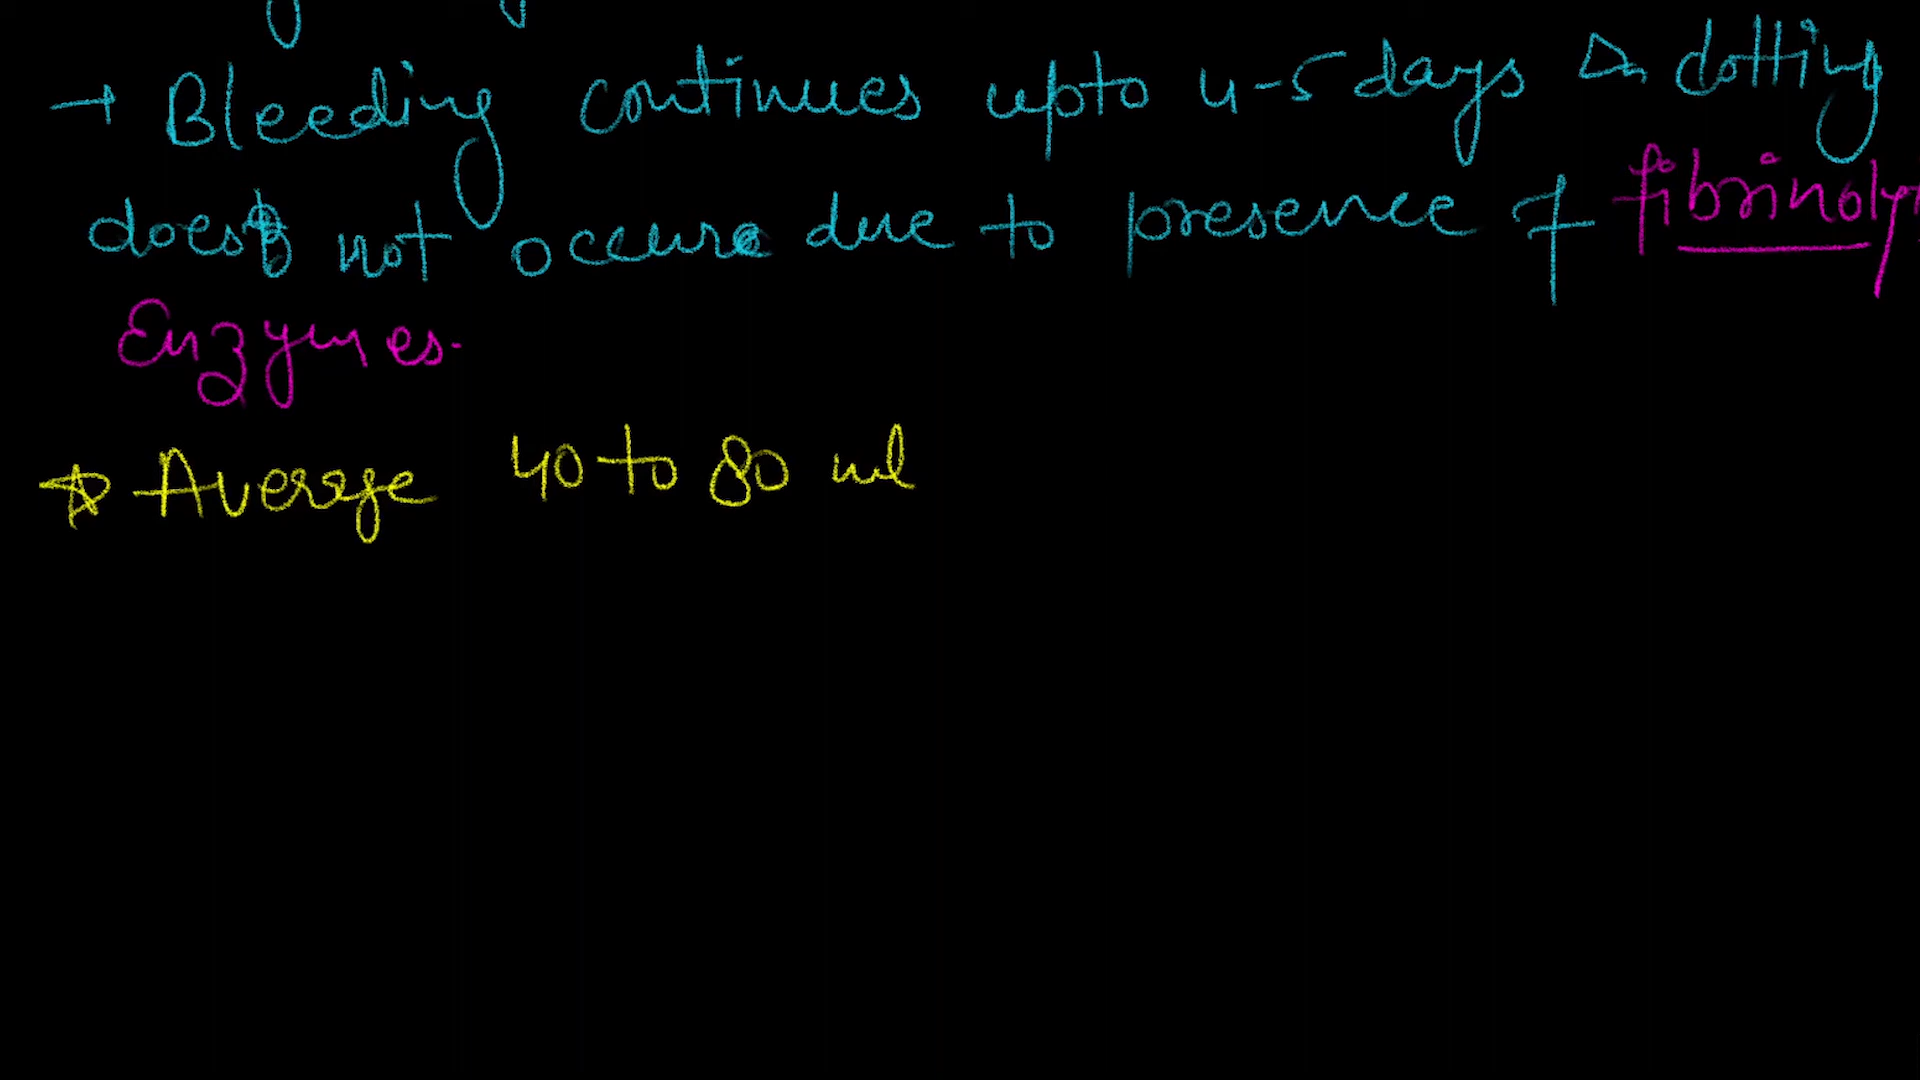 → Bleeding continues upto 4-5 days & clotting
does not occur due to presence of fibrinoly
Enzymes.
☆ Average 40 to 80 ml